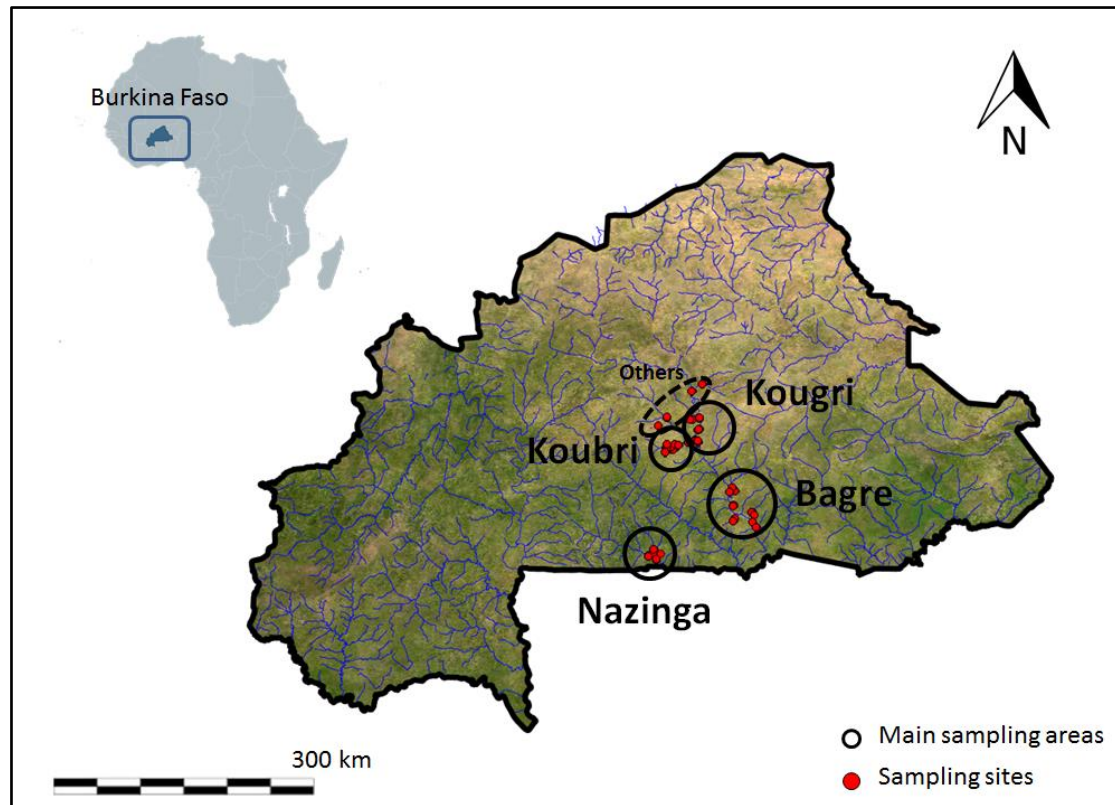 Burkina Faso
N
Others
Kougri
Koubri
Bagre
Nazinga
300 km
Main sampling areas
Sampling sites